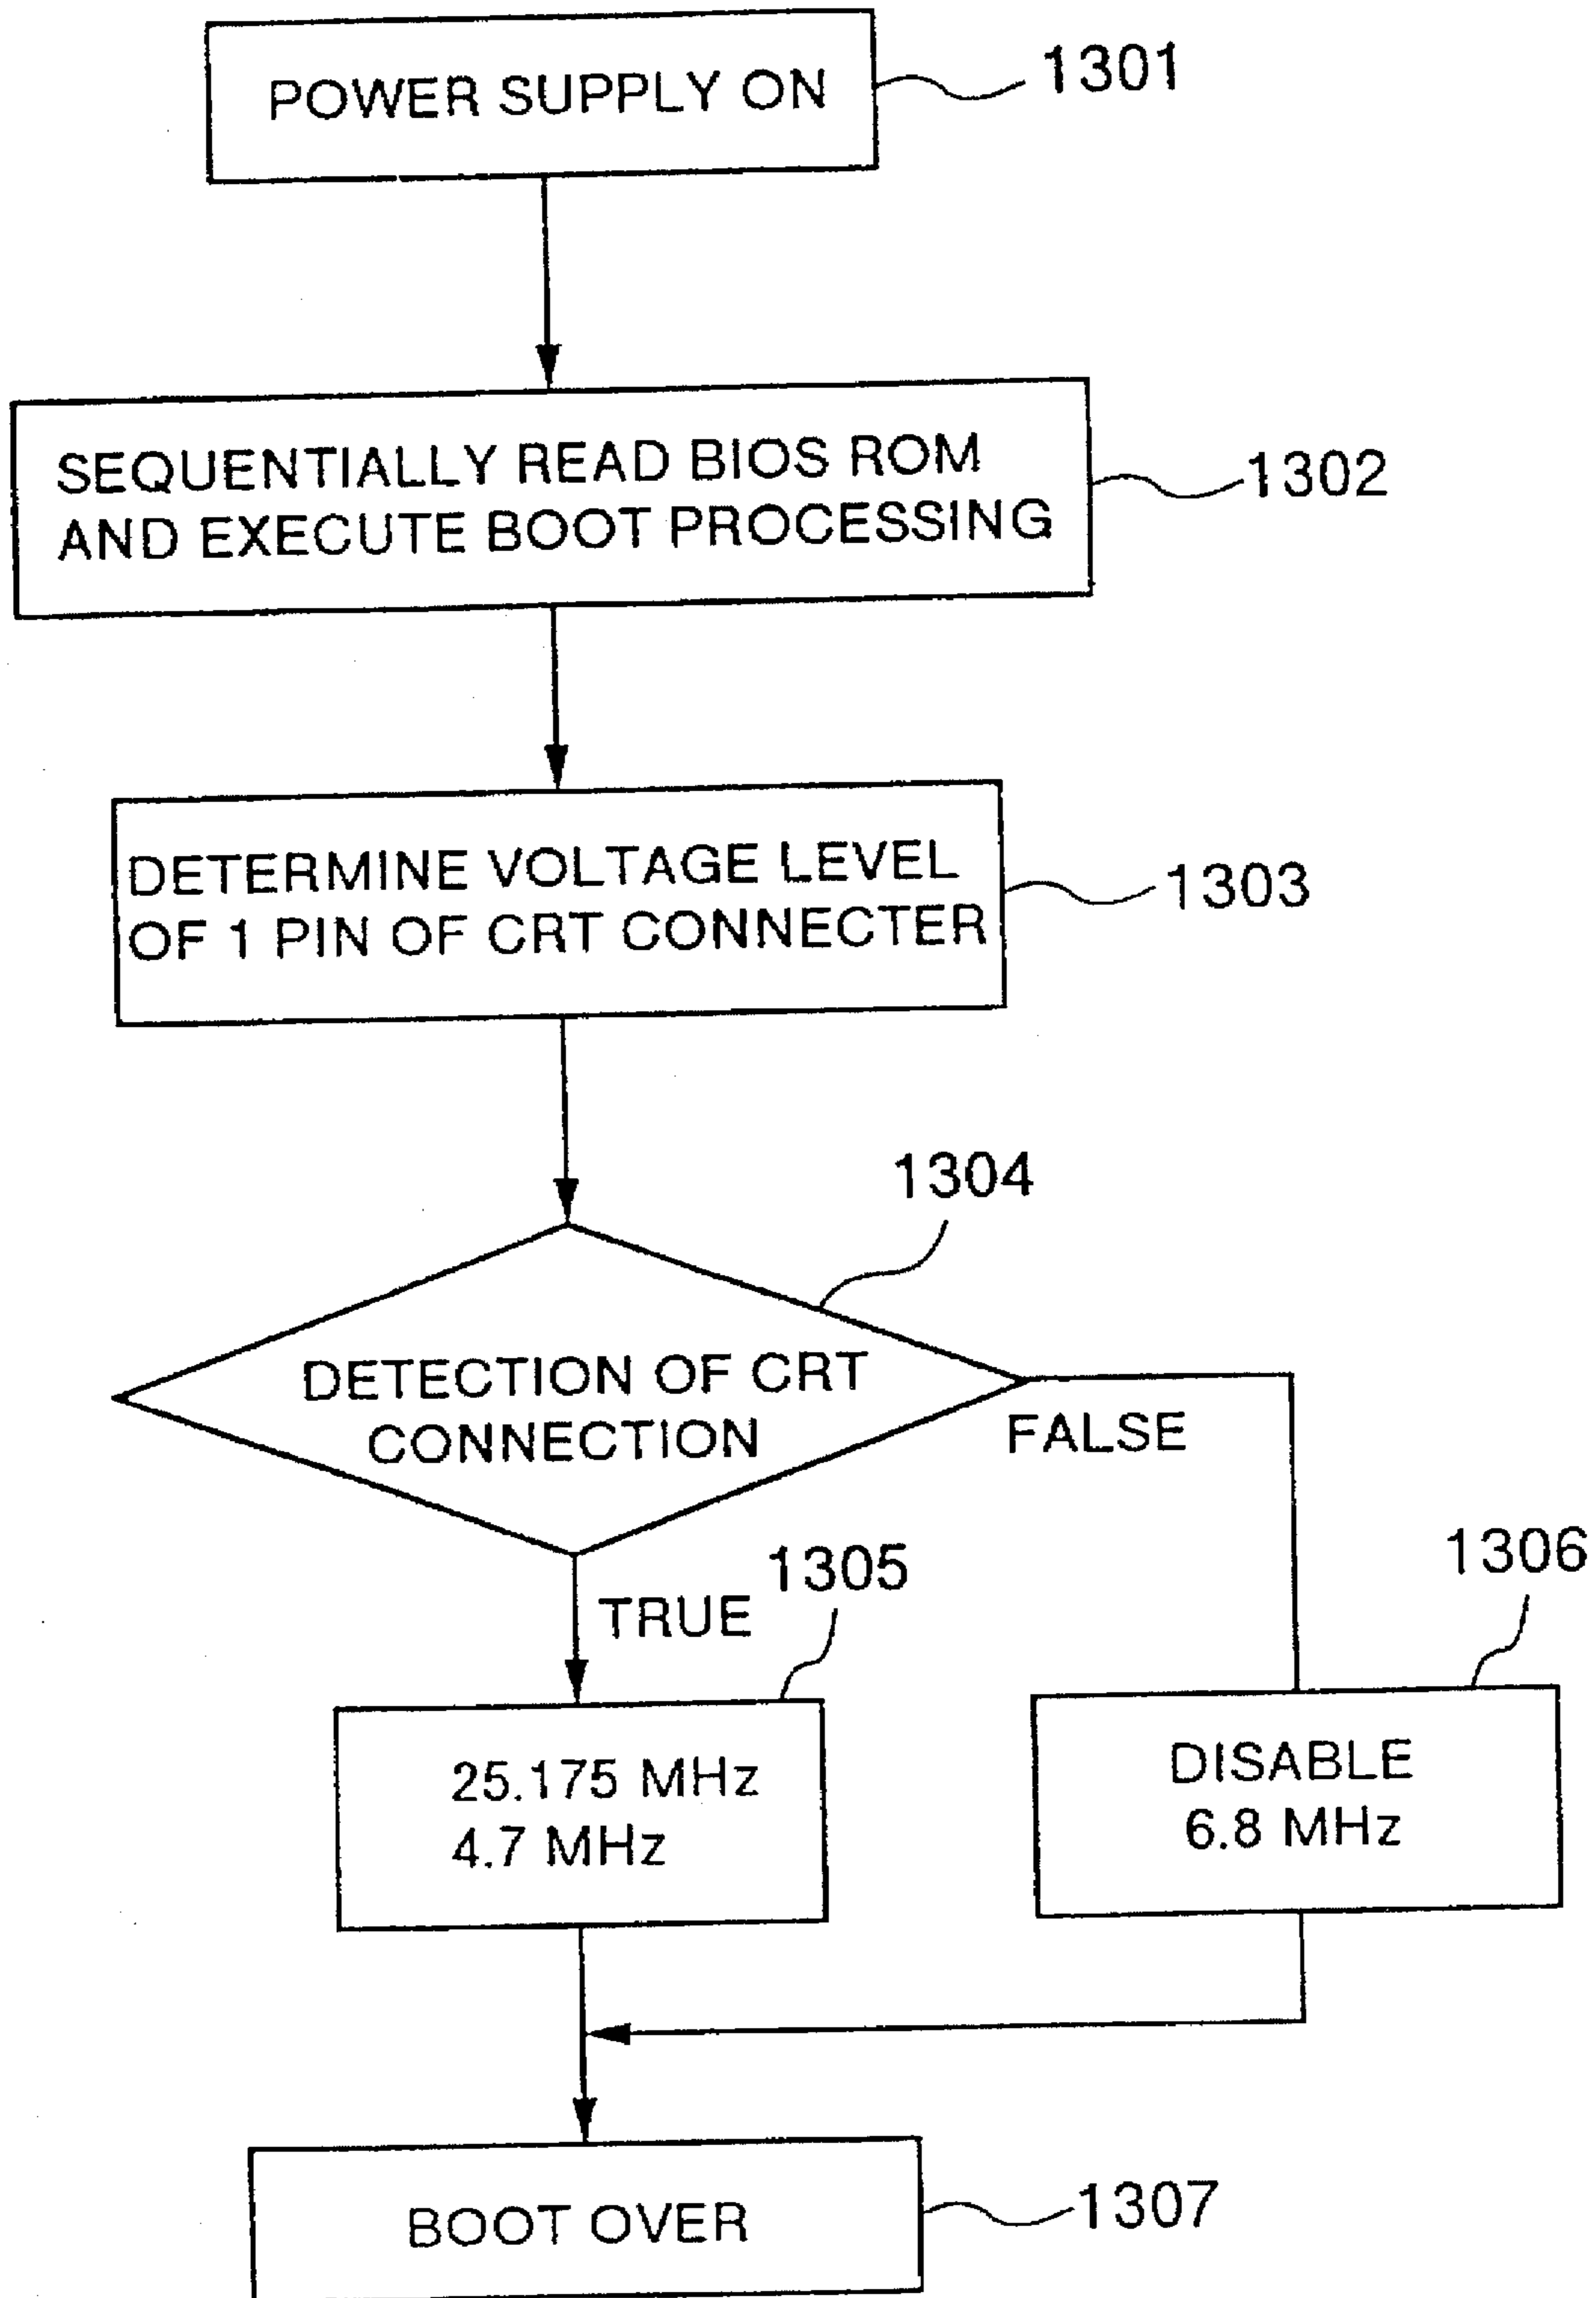 POWER SUPPLY ON
1301
SEQUENTIALLY READ BIOS ROM
AND EXECUTE BOOT PROCESSING
1302
DETERMINE VOLTAGE LEVEL
OF 1 PIN OF CRT CONNECTER
1303
1304
DETECTION OF CRT
CONNECTION
FALSE
TRUE
1305
1306
25.175 MHz
4.7 MHz
DISABLE
6.8 MHz
BOOT OVER
1307